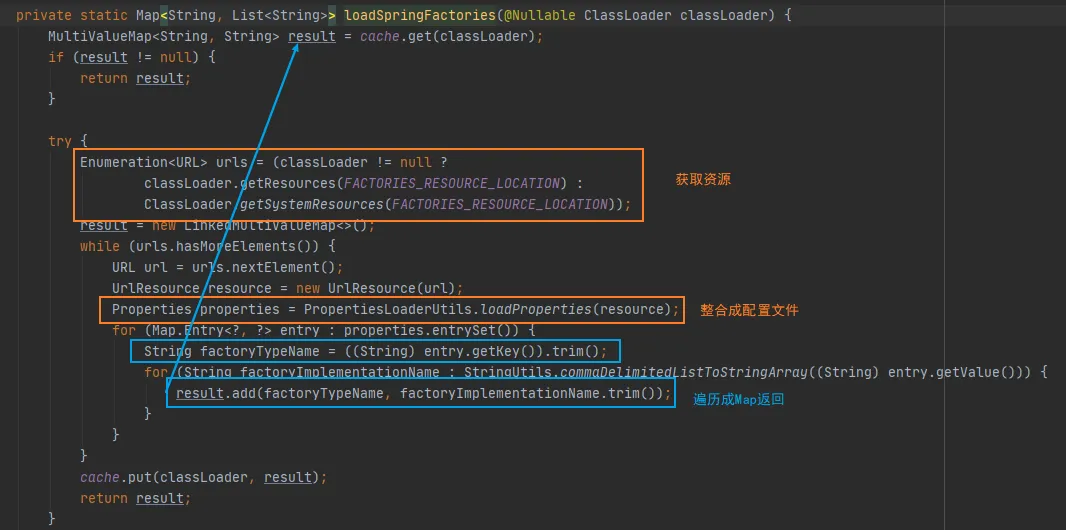 private static Map<String, List<String>> loadSpringFactories(@Nullable ClassLoader classLoader) {
MultiValueMap<String, String> result = cache.get(classLoader);
if (result != null) {
return result;
}
try {
Enumeration<URL> urls = (classLoader != null ?
classLoader.getResources(FACTORIES_RESOURCE_LOCATION) :
获取资源
ClassLoader.getSystemResources(FACTORIES_RESOURCE_LOCATION));
result = new LinkedMultiValueMap<>();
while (urls.hasMoreElements()) {
URL url = urls.nextElement();
UrlResource resource = new UrlResource(url);
Properties properties = PropertiesLoaderUtils.loadProperties(resource);
整合成配置文件
for (Map.Entry<?, ?> entry : properties.entrySet()) {
String factoryTypeName = ((String) entry.getKey()).trim();
for (String factoryImplementationName : StringUtils.commaDelimitedListToStringArray((String) entry.getValue())) {
result.add(factoryTypeName, factoryImplementationName.trim());
遍历成Map返回
}
}
}
cache.put(classLoader, result);
return result;
}